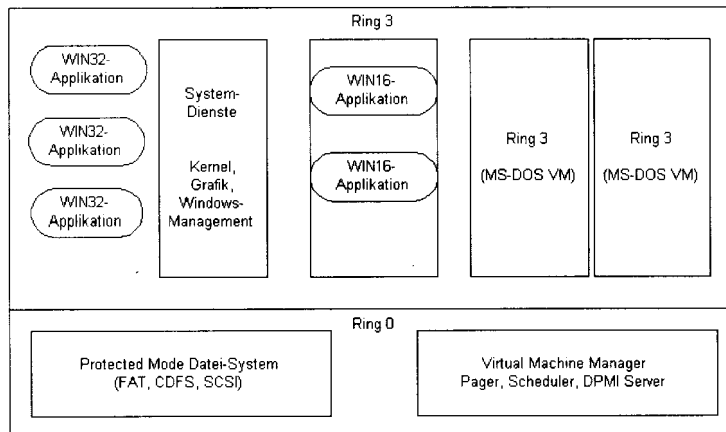 Ring 3
WIN32-
Applikation
WIN32-
Applikation
WIN32-
Applikation
System-
Dienste
Kernel,
Grafik,
Windows-
Management
WIN16-
Applikation
WIN16-
Applikation
Ring 3
(MS-DOS VM)
Ring 3
(MS-DOS VM)
Ring 0
Protected Mode Datei-System
(FAT, CDFS, SCSI)
Virtual Machine Manager
Pager, Scheduler, DPMI Server